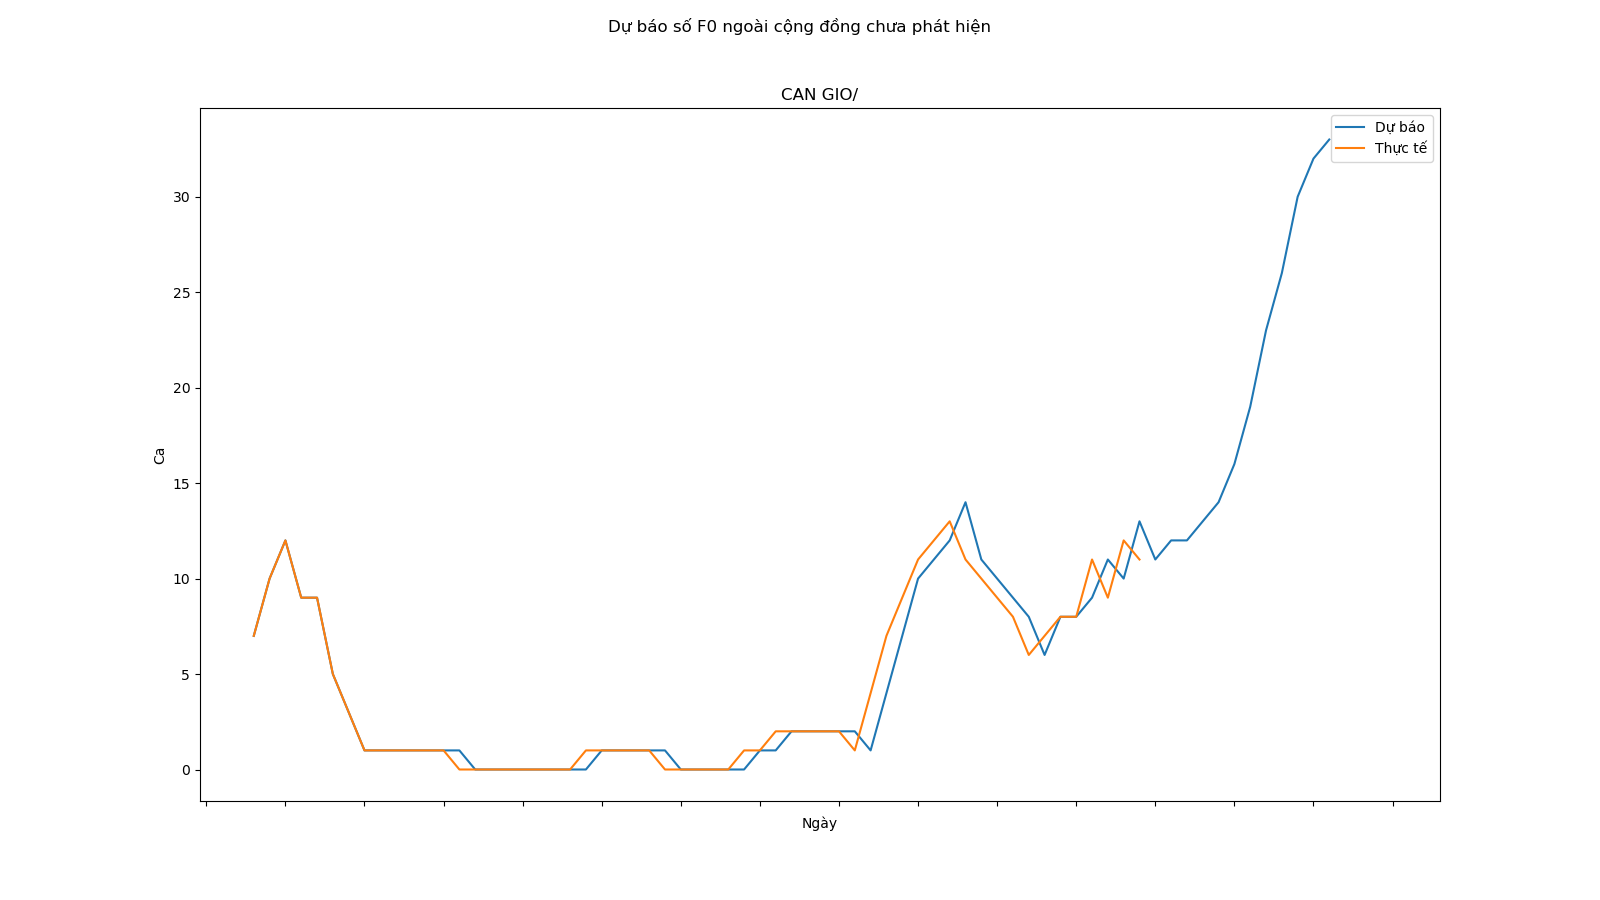 Dự báo số F0 ngoài cộng đồng chưa phát hiện
CAN GIO/
Dự báo
Thực tế
30
25
20
15
10
5
0
Ca
Ngày